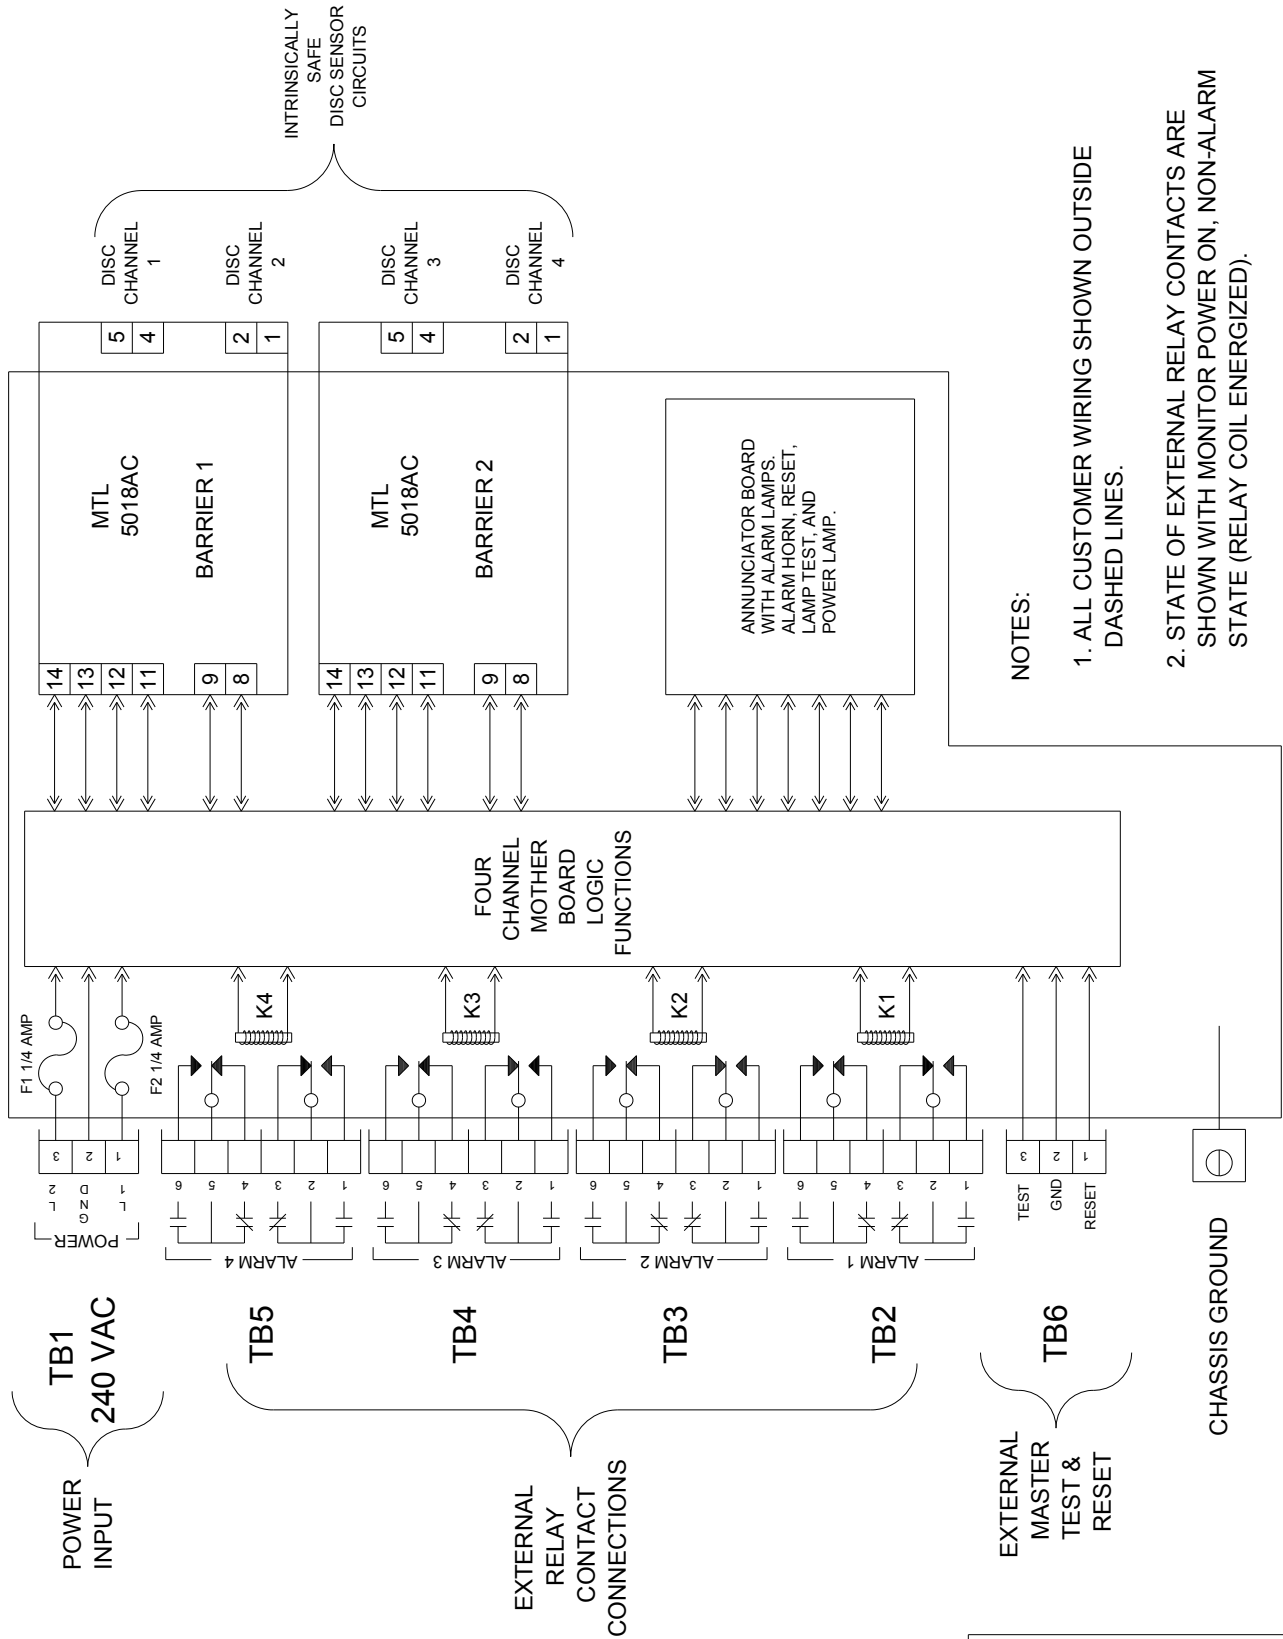 POWER
INPUT
TB1
240 VAC
POWER
L 2
G N D
L 1
3
2
1
F1 1/4 AMP
F2 1/4 AMP
EXTERNAL
RELAY
CONTACT
CONNECTIONS
TB5
ALARM 4
6
5
4
3
2
1
K4
TB4
ALARM 3
6
5
4
3
2
1
K3
TB3
ALARM 2
6
5
4
3
2
1
K2
TB2
ALARM 1
6
5
4
3
2
1
K1
EXTERNAL
MASTER
TEST &
RESET
TB6
TEST
GND
RESET
3
2
1
CHASSIS GROUND
FOUR
CHANNEL
MOTHER
BOARD
LOGIC
FUNCTIONS
14
13
12
11
9
8
MTL
5018AC
BARRIER 1
5
4
2
1
DISC
CHANNEL
1
DISC
CHANNEL
2
14
13
12
11
9
8
MTL
5018AC
BARRIER 2
5
4
2
1
DISC
CHANNEL
3
DISC
CHANNEL
4
INTRINSICALLY
SAFE
DISC SENSOR
CIRCUITS
ANNUNCIATOR BOARD
WITH ALARM LAMPS.
ALARM HORN, RESET,
LAMP TEST, AND
POWER LAMP.
NOTES:
1. ALL CUSTOMER WIRING SHOWN OUTSIDE
DASHED LINES.
2. STATE OF EXTERNAL RELAY CONTACTS ARE
SHOWN WITH MONITOR POWER ON, NON-ALARM
STATE (RELAY COIL ENERGIZED).